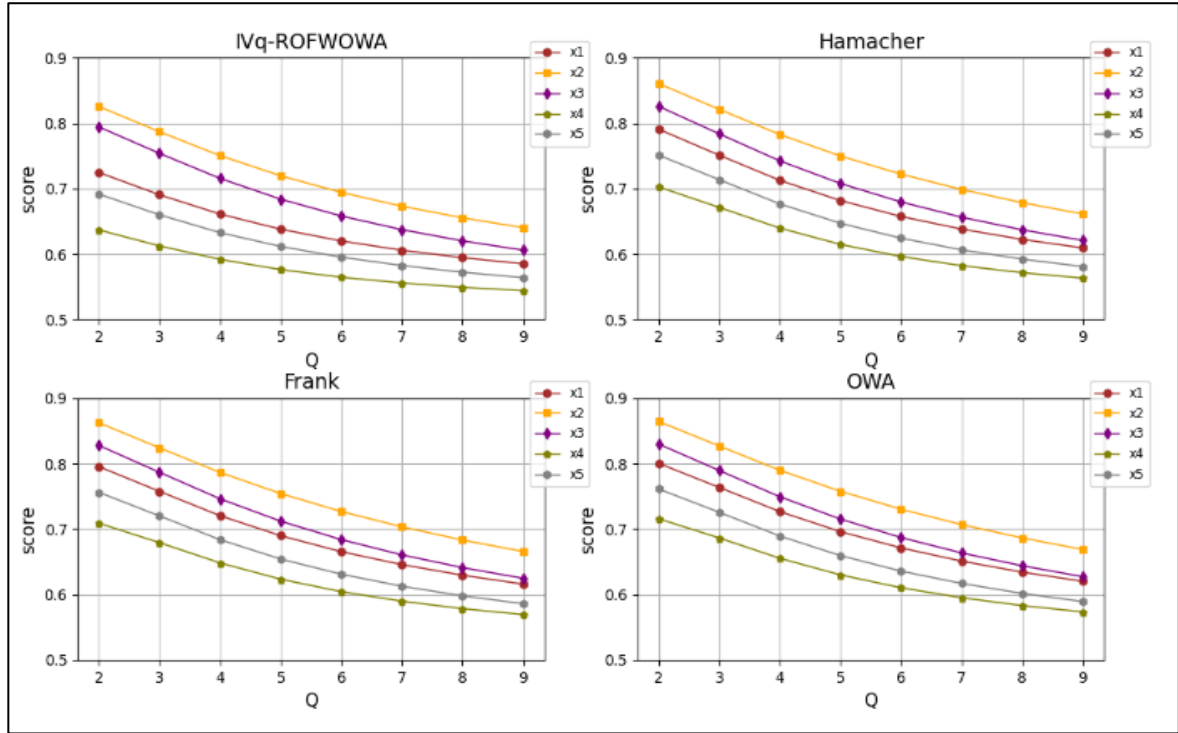 IVq-ROFWOWA
x1
x2
x3
x4
x5
0.9
0.8
0.7
0.6
0.5
score
2 3 4 5 6 7 8 9
Q
Hamacher
x1
x2
x3
x4
x5
0.9
0.8
0.7
0.6
0.5
score
2 3 4 5 6 7 8 9
Q
Frank
x1
x2
x3
x4
x5
0.9
0.8
0.7
0.6
0.5
score
2 3 4 5 6 7 8 9
Q
OWA
x1
x2
x3
x4
x5
0.9
0.8
0.7
0.6
0.5
score
2 3 4 5 6 7 8 9
Q